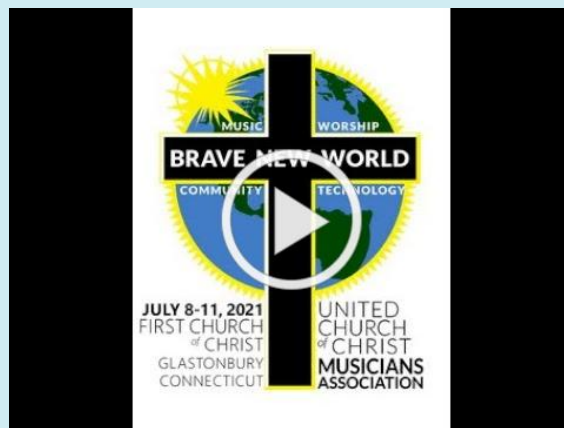 MUSIC WORSHIP
BRAVE NEW WORLD
COMMUNITY TECHNOLOGY
JULY 8-11, 2021
FIRST CHURCH
of CHRIST
GLASTONBURY
CONNECTICUT
UNITED
CHURCH
of CHRIST
MUSICIANS
ASSOCIATION